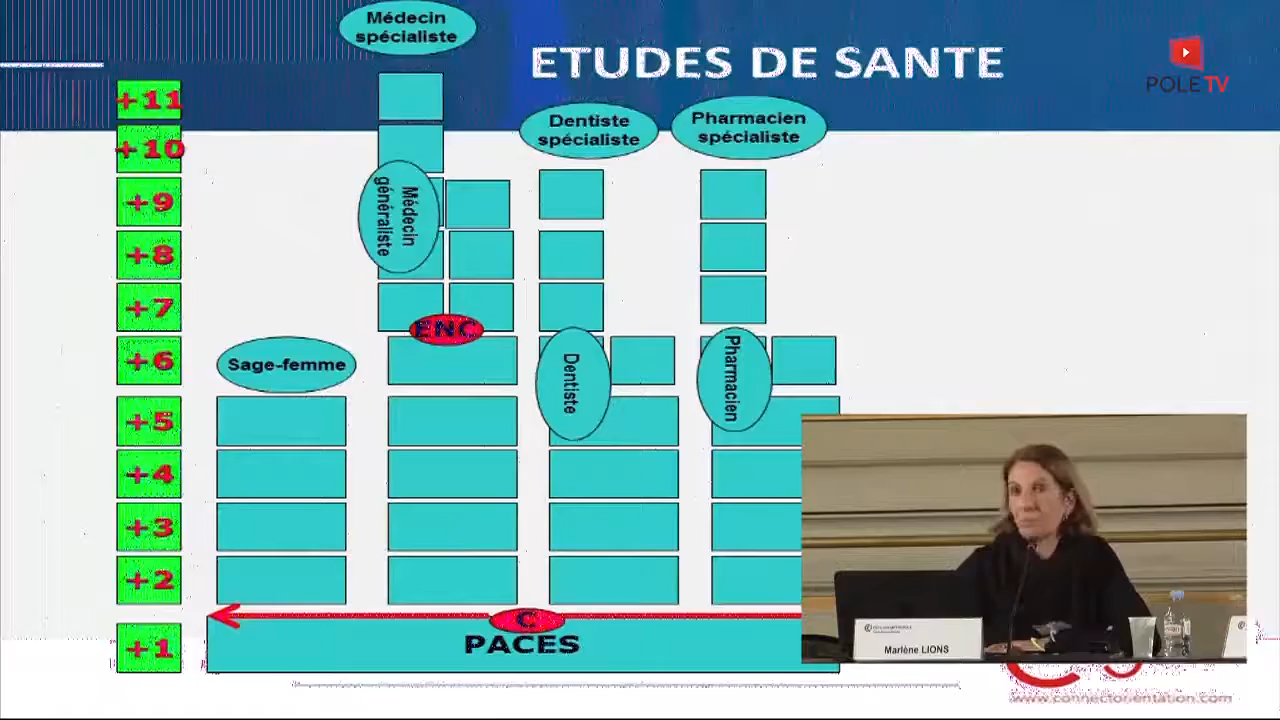 Médecin
spécialiste
ETUDES DE SANTE
POLE TV
+11
Dentiste
spécialiste
Pharmacien
spécialiste
+10
+9
Médecin
généraliste
+8
+7
ENC
+6
Sage-femme
Dentiste
Pharmacien
+5
+4
+3
+2
C
PACES
+1
Marlène LIONS
www.connectorientation.com